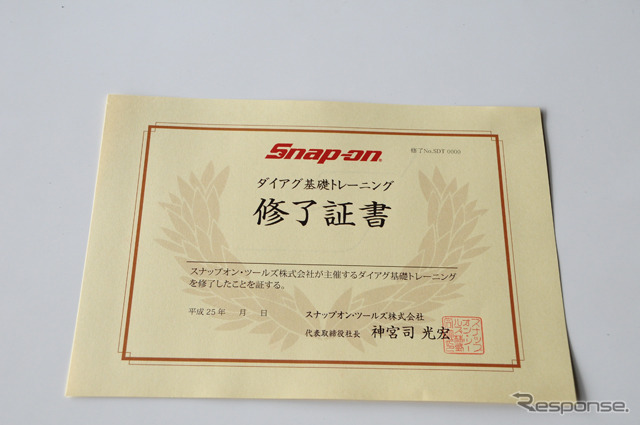 Snap-on
修了No.SDT 0000
ダイアグ基礎トレーニング
修了証書
スナップオン・ツールズ株式会社が主催するダイアグ基礎トレーニング
を修了したことを証する。
平成25年　月　日
スナップオン・ツールズ株式会社
代表取締役社長 神宮司 光宏
Response.